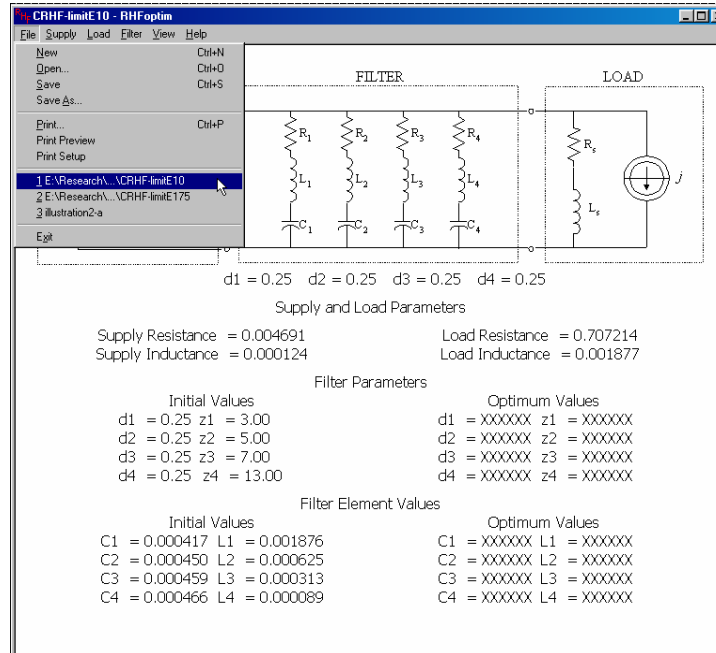 CRHF-limitE10 - RHFoptim
File Supply Load Filter View Help
New Ctrl+N
Open... Ctrl+O
Save Ctrl+S
Save As...
Print... Ctrl+P
Print Preview
Print Setup
1 E:\Research\...\CRHF-limitE10
2 E:\Research\...\CRHF-limitE175
3 illustration2-a
Exit
FILTER LOAD
R1 R2 R3 R4 Rs
L1 L2 L3 L4 j
Ls
C1 C2 C3 C4
d1 = 0.25 d2 = 0.25 d3 = 0.25 d4 = 0.25
Supply and Load Parameters
Supply Resistance = 0.004691 Load Resistance = 0.707214
Supply Inductance = 0.000124 Load Inductance = 0.001877
Filter Parameters
Initial Values Optimum Values
d1 = 0.25 z1 = 3.00 d1 = XXXXXX z1 = XXXXXX
d2 = 0.25 z2 = 5.00 d2 = XXXXXX z2 = XXXXXX
d3 = 0.25 z3 = 7.00 d3 = XXXXXX z3 = XXXXXX
d4 = 0.25 z4 = 13.00 d4 = XXXXXX z4 = XXXXXX
Filter Element Values
Initial Values Optimum Values
C1 = 0.000417 L1 = 0.001876 C1 = XXXXXX L1 = XXXXXX
C2 = 0.000450 L2 = 0.000625 C2 = XXXXXX L2 = XXXXXX
C3 = 0.000459 L3 = 0.000313 C3 = XXXXXX L3 = XXXXXX
C4 = 0.000466 L4 = 0.000089 C4 = XXXXXX L4 = XXXXXX